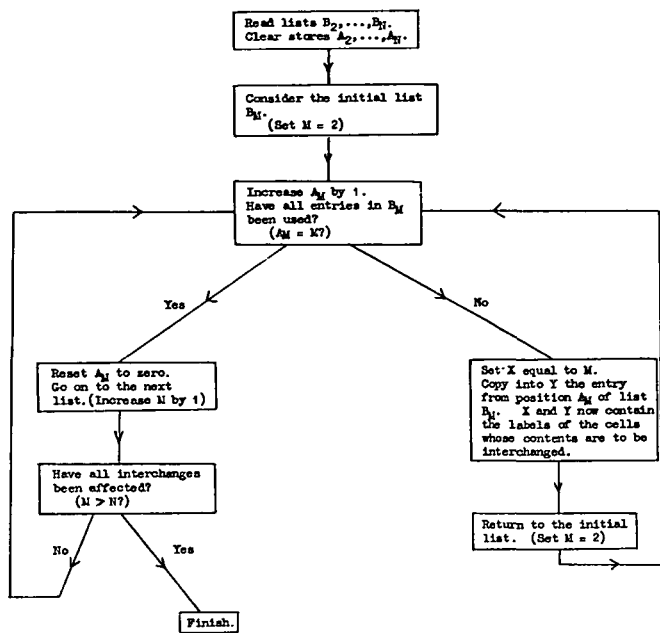 Read lists B2,...,BN.
Clear stores A2,...,AN.
Consider the initial list
BM.
(Set M = 2)
Increase AM by 1.
Have all entries in BM
been used?
(AM = M?)
Yes
No
Reset AM to zero.
Go on to the next
list.(Increase M by 1)
Set X equal to M.
Copy into Y the entry
from position AM of list
BM. X and Y now contain
the labels of the cells
whose contents are to be
interchanged.
Have all interchanges
been effected?
(M > N?)
Return to the initial
list. (Set M = 2)
No
Yes
Finish.